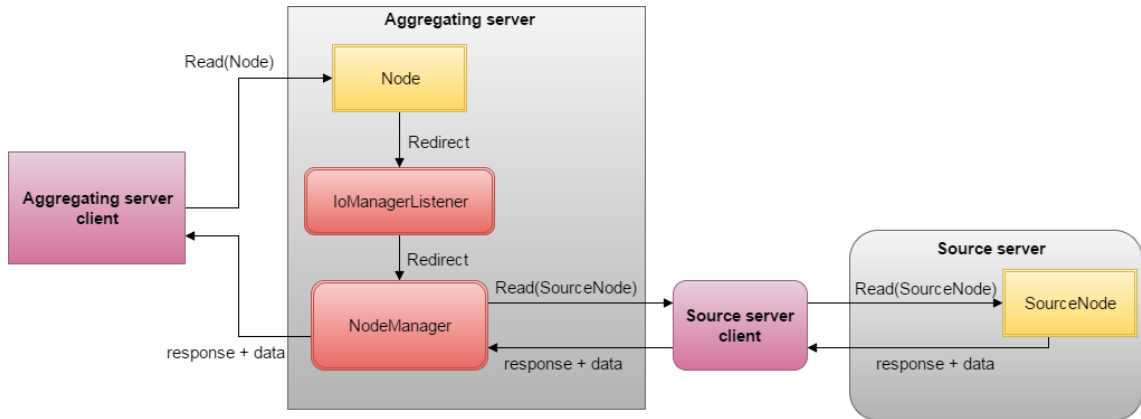 Aggregating server
Read(Node)
Node
Redirect
Aggregating server
client
IoManagerListener
Redirect
Source server
Read(SourceNode)
Read(SourceNode)
SourceNode
NodeManager
Source server
client
response + data
response + data
response + data